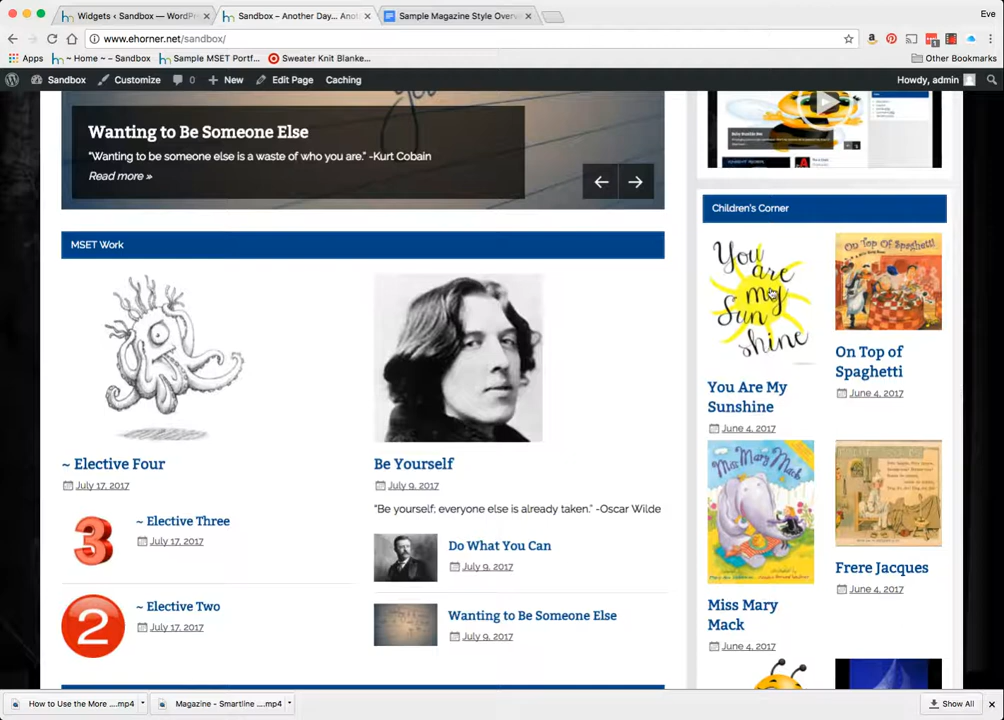 Widgets ‹ Sandbox — WordPr
Sandbox – Another Day... Ano
Sample Magazine Style Overv
Eve
www.ehorner.net/sandbox/
Apps
~ Home ~ – Sandbox
Sample MSET Portf...
Sweater Knit Blanke...
Other Bookmarks
Sandbox
Customize
0
New
Edit Page
Caching
Howdy, admin
you
Wanting to Be Someone Else
"Wanting to be someone else is a waste of who you are." -Kurt Cobain
Read more »
MSET Work
~ Elective Four
July 17, 2017
3
~ Elective Three
July 17, 2017
2
~ Elective Two
July 17, 2017
Be Yourself
July 9, 2017
"Be yourself; everyone else is already taken." -Oscar Wilde
Do What You Can
July 9, 2017
Wanting to Be Someone Else
July 9, 2017
Children's Corner
You
are
my
Sun
shine
You Are My
Sunshine
June 4, 2017
On Top Of Spaghetti
On Top of
Spaghetti
June 4, 2017
Miss Mary
Mack
Miss Mary
Mack
June 4, 2017
Frere Jacques
June 4, 2017
How to Use the More ....mp4
Magazine - Smartline ....mp4
Show All